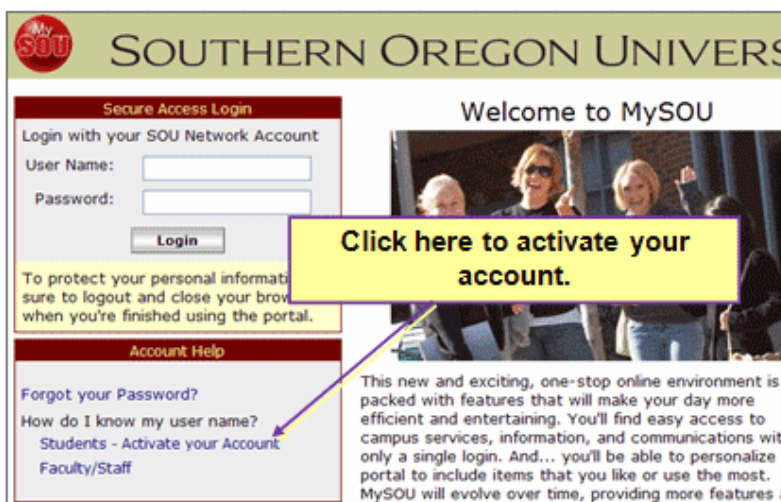 My
SOU
SOUTHERN OREGON UNIVERS
Secure Access Login
Login with your SOU Network Account
User Name:
Password:
Login
To protect your personal informati
sure to logout and close your brow
when you're finished using the portal.
Account Help
Forgot your Password?
How do I know my user name?
Students - Activate your Account
Faculty/Staff
Welcome to MySOU
Click here to activate your
account.
This new and exciting, one-stop online environment is
packed with features that will make your day more
efficient and entertaining. You'll find easy access to
campus services, information, and communications wit
only a single login. And... you'll be able to personalize
portal to include items that you like or use the most.
MySOU will evolve over time, providing more features